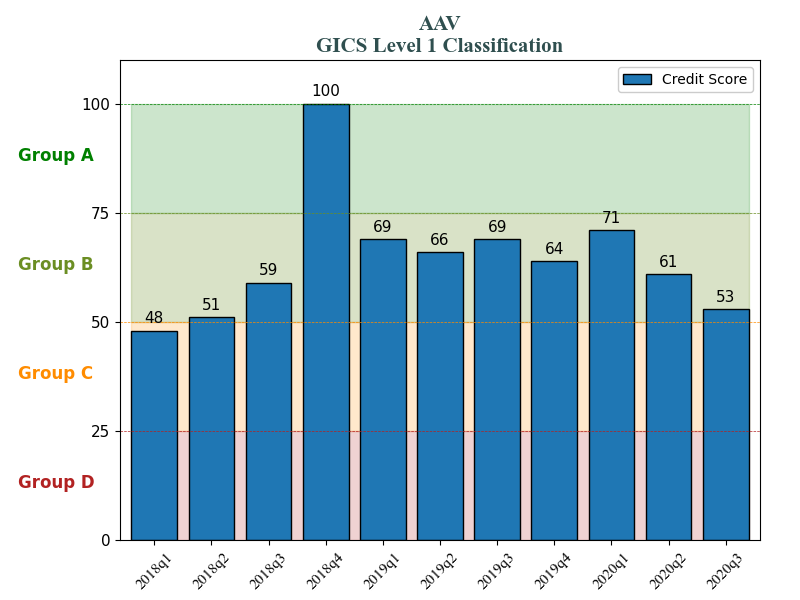 AAV
GICS Level 1 Classification
Credit Score
100
100
Group A
75
71
69
69
66
64
61
59
Group B
53
51
50
48
Group C
25
Group D
0
2018q1 2018q2 2018q3 2018q4 2019q1 2019q2 2019q3 2019q4 2020q1 2020q2 2020q3